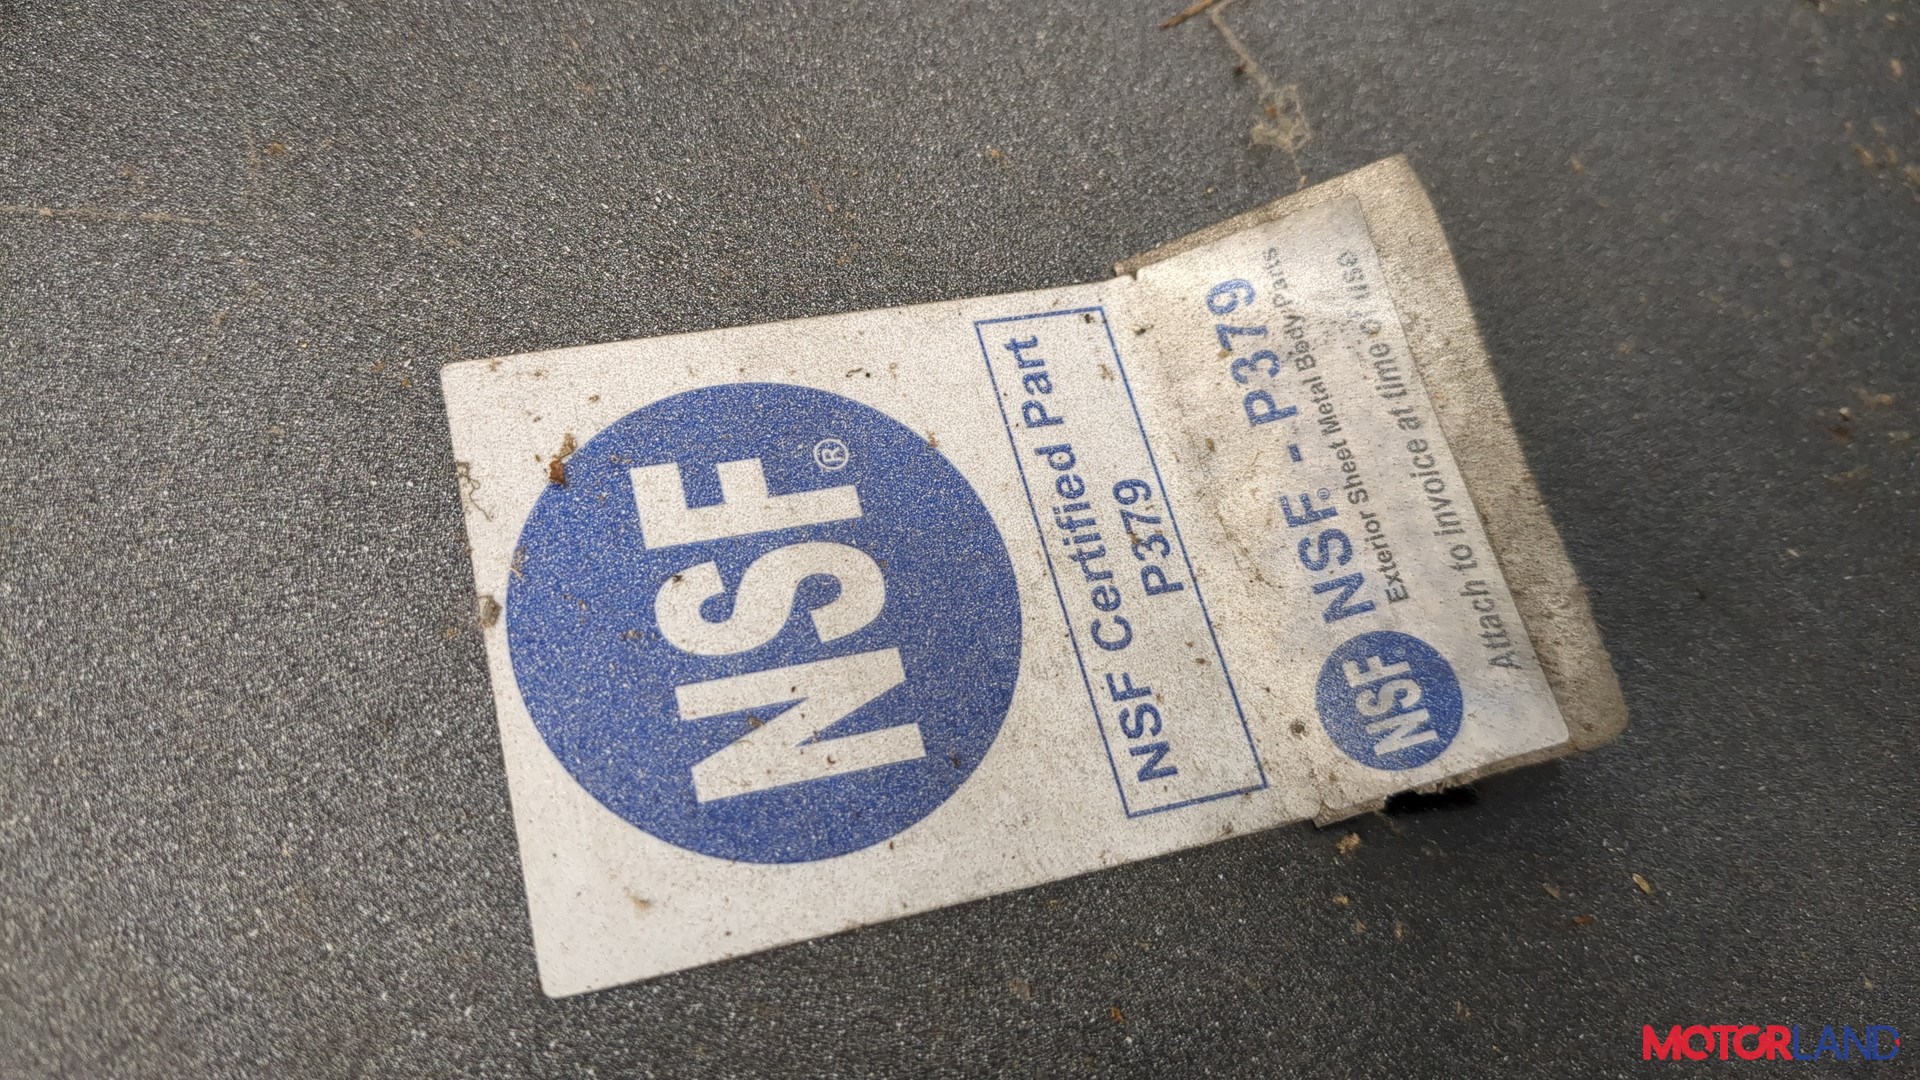 NSF®
NSF Certified Part
P379
NSF NSF® - P379
Exterior Sheet Metal Body Parts
Attach to invoice at time of use
MOTORLAND